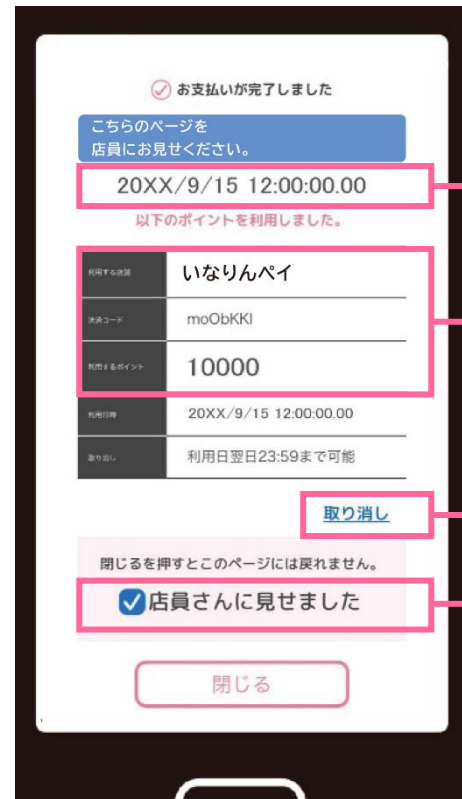 お支払いが完了しました
こちらのページを
店員にお見せください。
20XX/9/15 12:00:00.00
以下のポイントを利用しました。
利用する店舗 いなりんペイ
決済コード moObKKI
利用するポイント 10000
利用日時 20XX/9/15 12:00:00.00
取り消し 利用日翌日23:59まで可能
取り消し
閉じるを押すとこのページには戻れません。
店員さんに見せました
閉じる